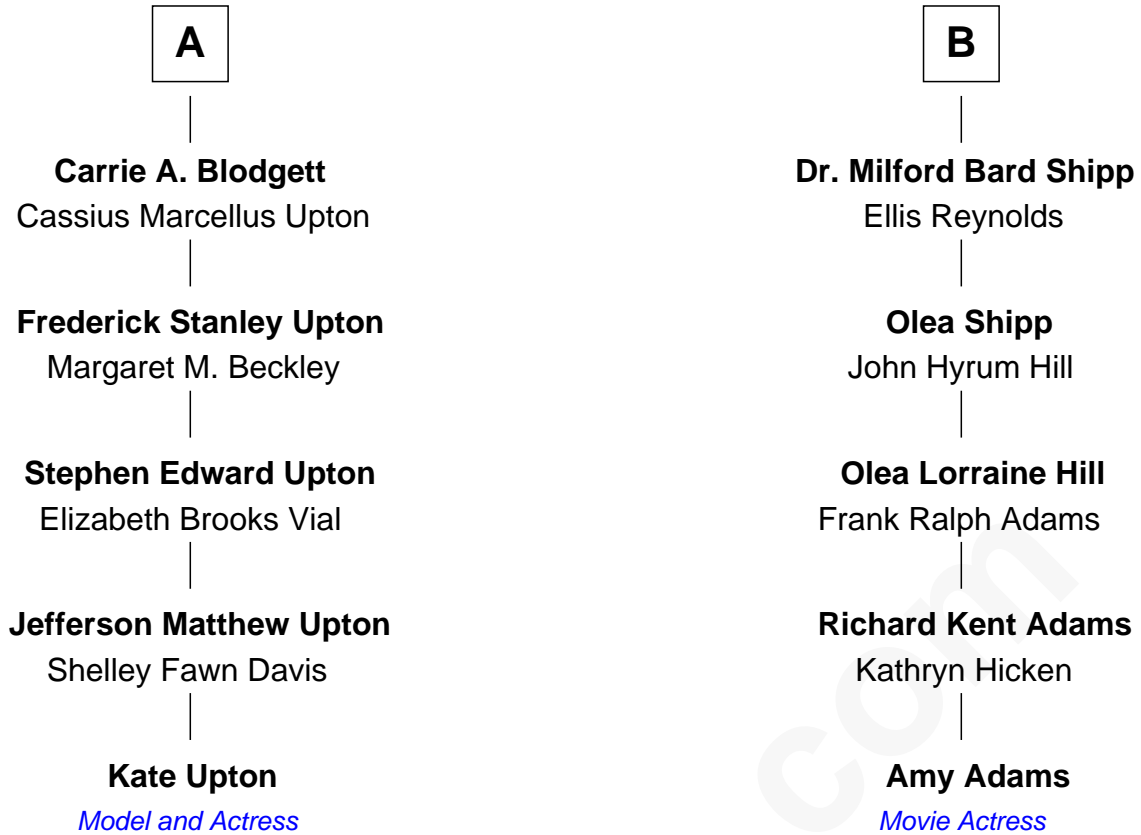 A
Carrie A. Blodgett
Cassius Marcellus Upton
Frederick Stanley Upton
Margaret M. Beckley
Stephen Edward Upton
Elizabeth Brooks Vial
Jefferson Matthew Upton
Shelley Fawn Davis
Kate Upton
Model and Actress
B
Dr. Milford Bard Shipp
Ellis Reynolds
Olea Shipp
John Hyrum Hill
Olea Lorraine Hill
Frank Ralph Adams
Richard Kent Adams
Kathryn Hicken
Amy Adams
Movie Actress
com